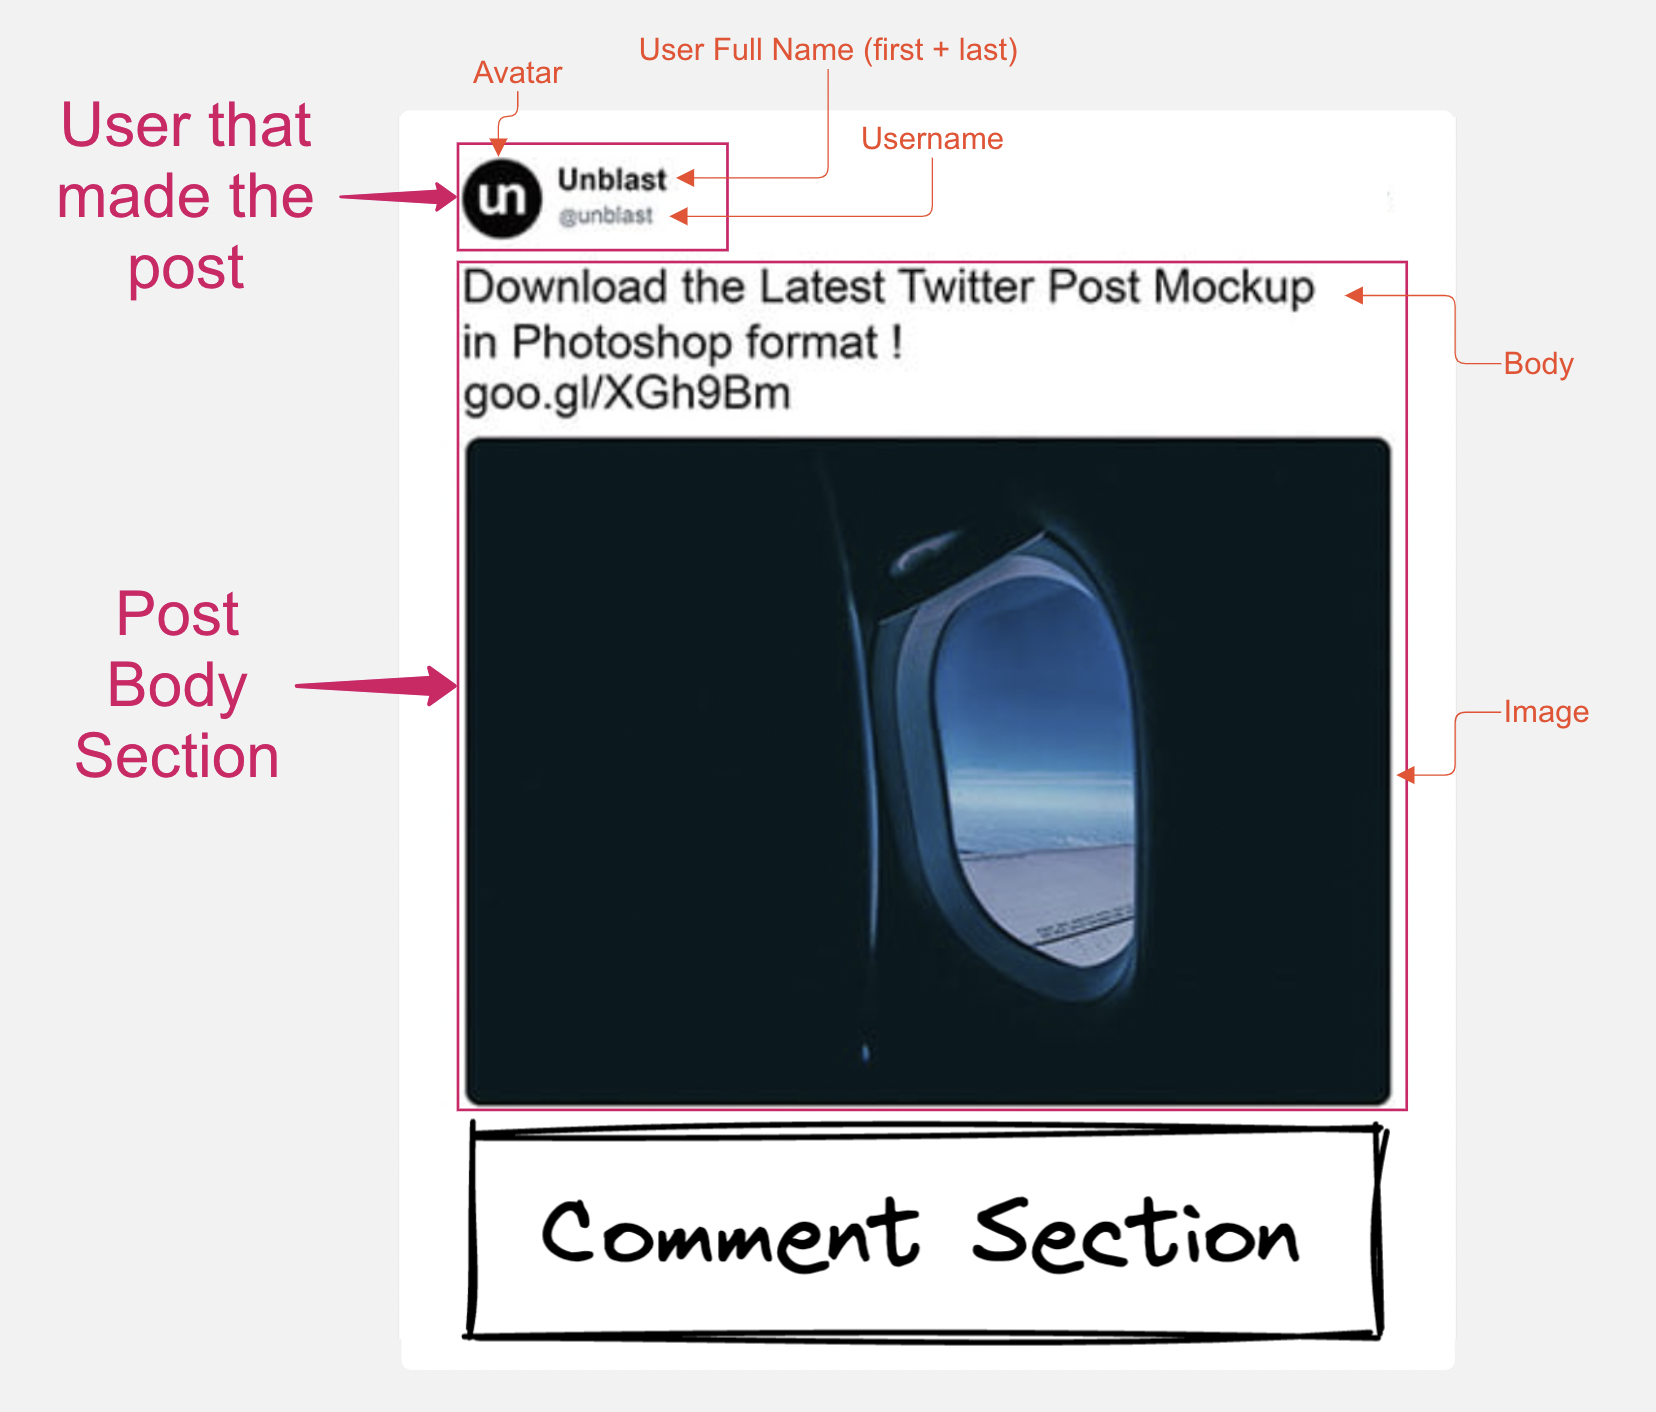 User Full Name (first + last)
Avatar
Username
User that
made the
post
un
Unblast
@unblast
Download the Latest Twitter Post Mockup
in Photoshop format !
goo.gl/XGh9Bm
Body
Post
Body
Section
Image
Comment Section